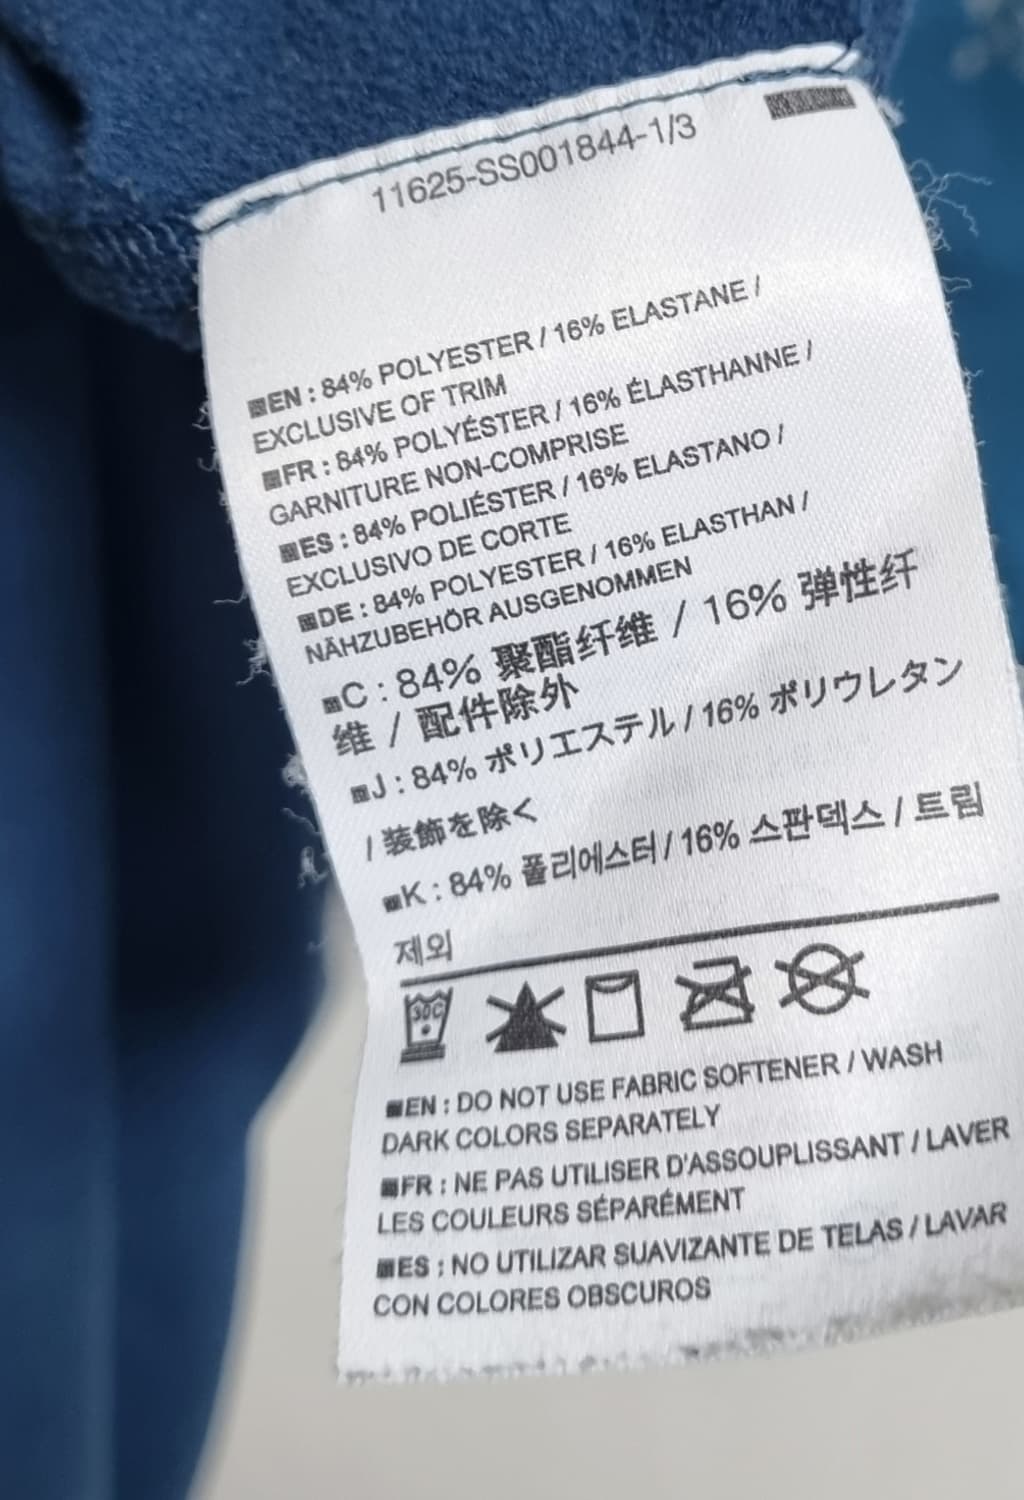 11625-SS001844-1/3
EN : 84% POLYESTER / 16% ELASTANE /
EXCLUSIVE OF TRIM
FR : 84% POLYÉSTER / 16% ÉLASTHANNE /
GARNITURE NON-COMPRISE
ES : 84% POLIÉSTER / 16% ELASTANO /
EXCLUSIVO DE CORTE
DE : 84% POLYESTER / 16% ELASTHAN /
NÄHZUBEHÖR AUSGENOMMEN
C : 84% 聚酯纤维 / 16% 弹性纤
维 / 配件除外
J : 84% ポリエステル / 16% ポリウレタン
/ 装飾を除く
K : 84% 폴리에스터 / 16% 스판덱스 / 트림
제외
30C
EN : DO NOT USE FABRIC SOFTENER / WASH
DARK COLORS SEPARATELY
FR : NE PAS UTILISER D'ASSOUPLISSANT / LAVER
LES COULEURS SÉPARÉMENT
ES : NO UTILIZAR SUAVIZANTE DE TELAS / LAVAR
CON COLORES OBSCUROS